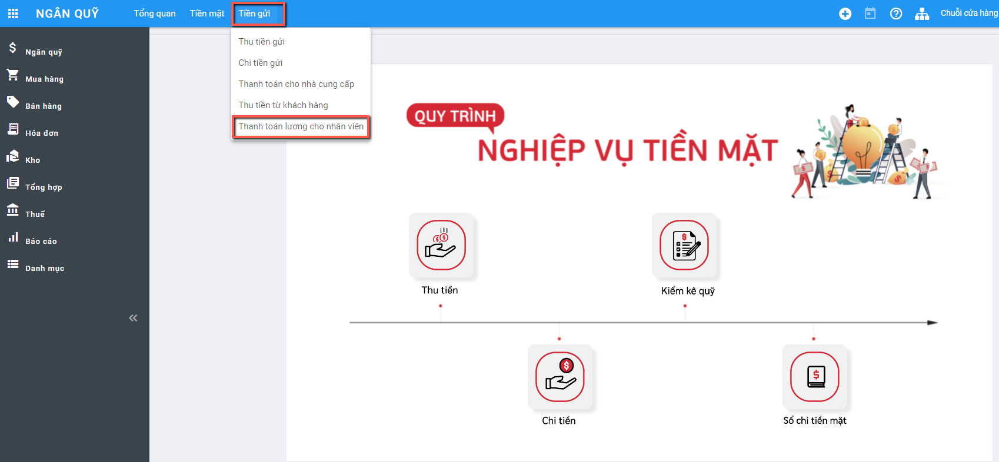 NGÂN QUỸ
Tổng quan
Tiền mặt
Tiền gửi
Chuỗi cửa hàng
Ngân quỹ
Mua hàng
Bán hàng
Hóa đơn
Kho
Tổng hợp
Thuế
Báo cáo
Danh mục
Thu tiền gửi
Chi tiền gửi
Thanh toán cho nhà cung cấp
Thu tiền từ khách hàng
Thanh toán lương cho nhân viên
QUY TRÌNH
NGHIỆP VỤ TIỀN MẶT
Thu tiền
Kiểm kê quỹ
Chi tiền
Sổ chi tiền mặt